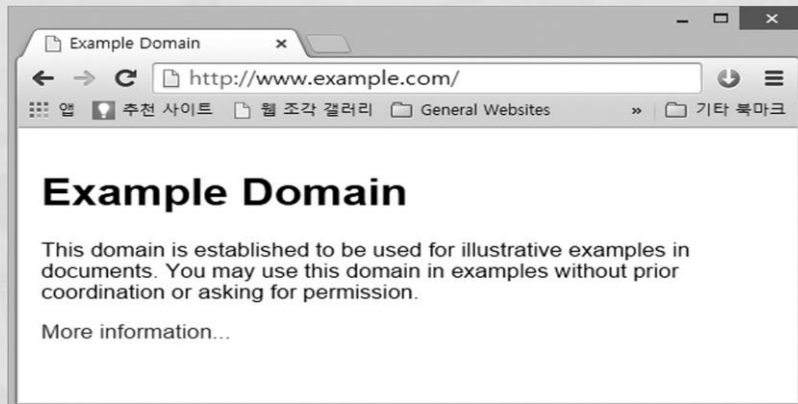 Example Domain
http://www.example.com/
앱 추천 사이트 웹 조각 갤러리 General Websites » 기타 북마크
Example Domain
This domain is established to be used for illustrative examples in
documents. You may use this domain in examples without prior
coordination or asking for permission.
More information...